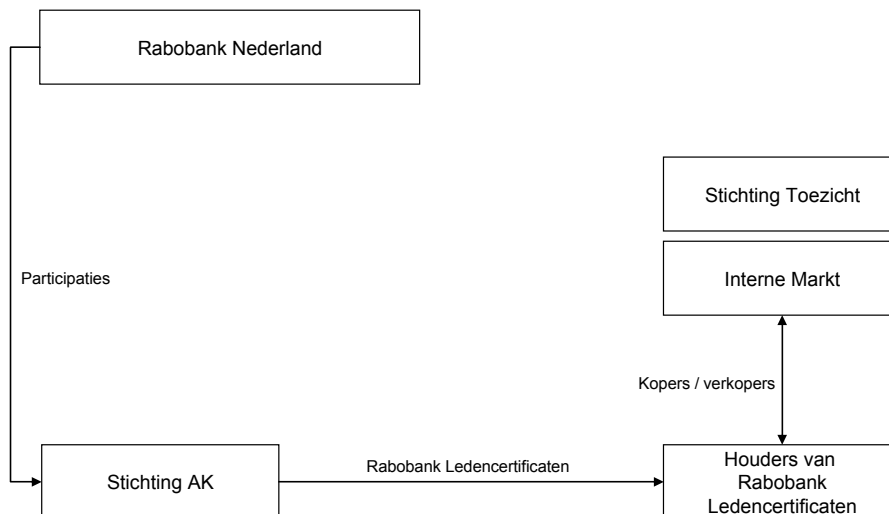 Rabobank Nederland
Stichting Toezicht
Interne Markt
Participaties
Kopers / verkopers
Stichting AK
Rabobank Ledencertificaten
Houders van
Rabobank
Ledencertificaten